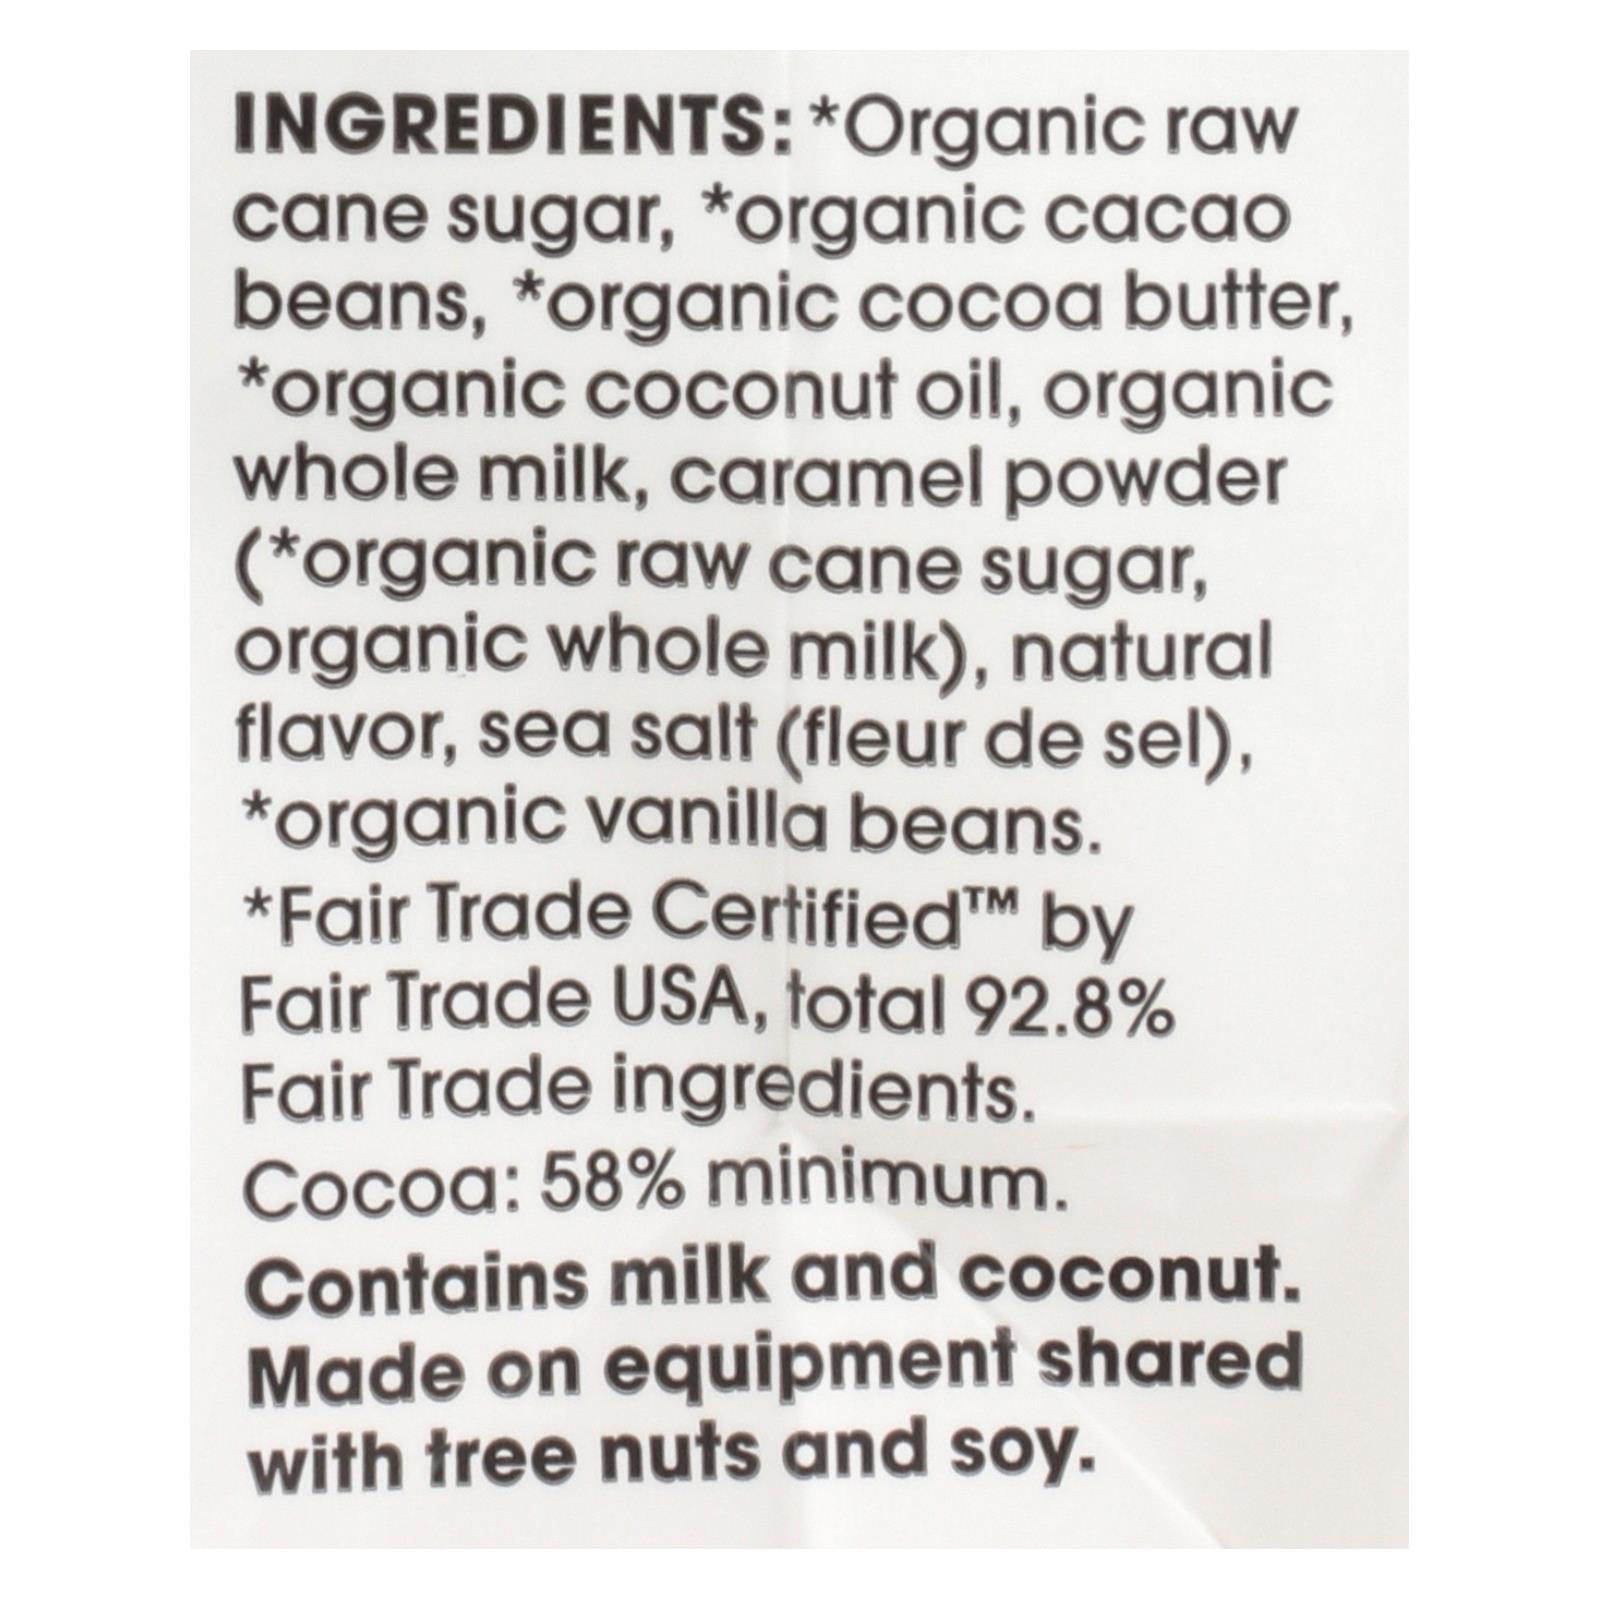 INGREDIENTS: *Organic raw
cane sugar, *organic cacao
beans, *organic cocoa butter,
*organic coconut oil, organic
whole milk, caramel powder
(*organic raw cane sugar,
organic whole milk), natural
flavor, sea salt (fleur de sel),
*organic vanilla beans.
*Fair Trade Certified™ by
Fair Trade USA, total 92.8%
Fair Trade ingredients.
Cocoa: 58% minimum.
Contains milk and coconut.
Made on equipment shared
with tree nuts and soy.